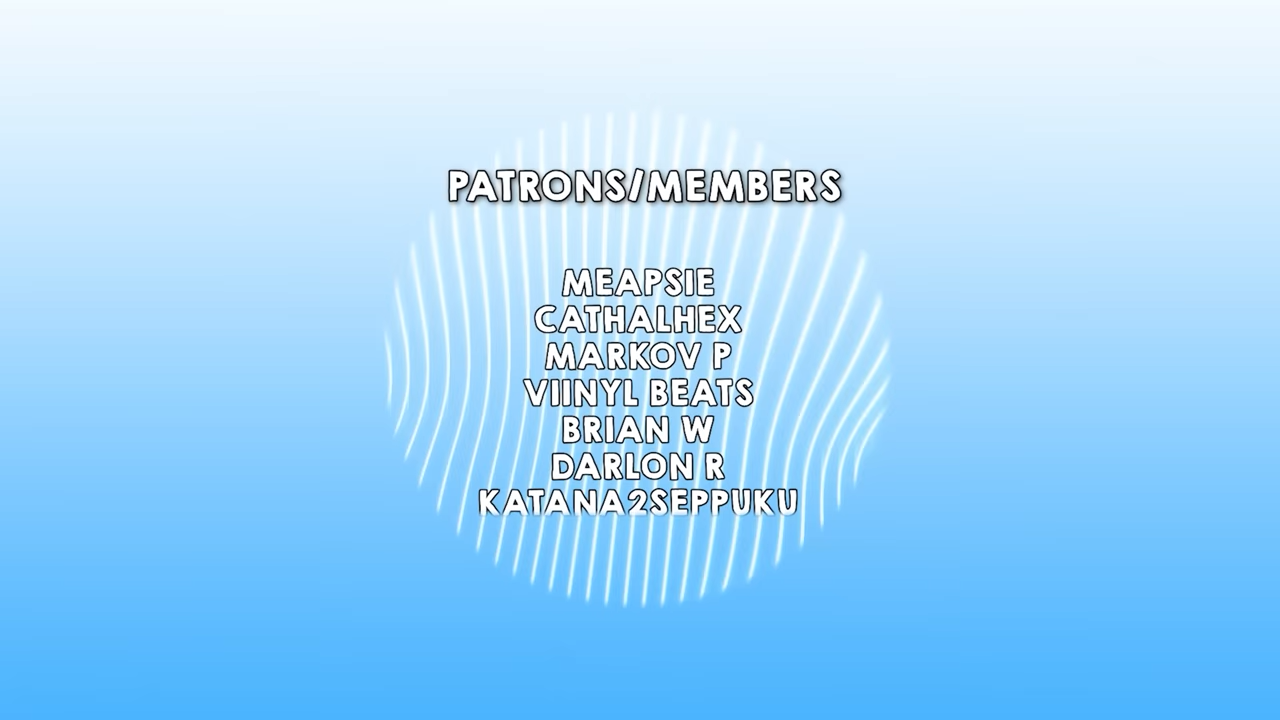 PATRONS/MEMBERS
MEAPSIE
CATHALHEX
MARKOV P
VIINYL BEATS
BRIAN W
DARLON R
KATANA2SEPPUKU